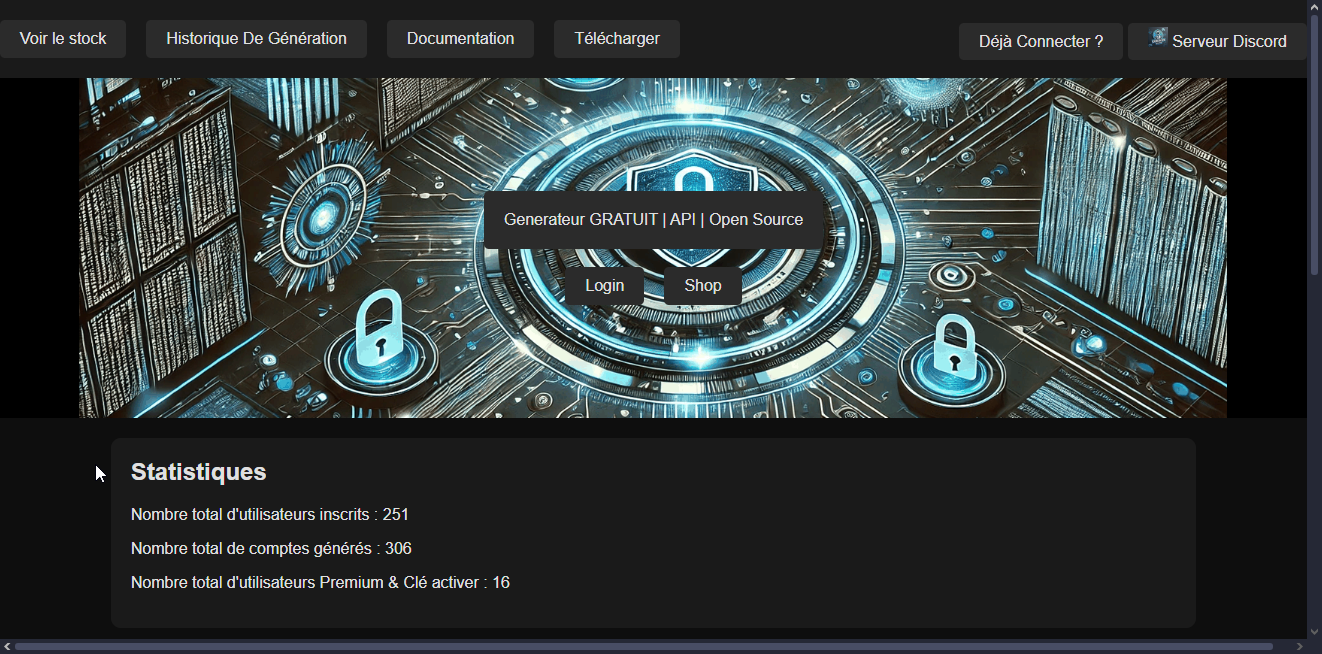 Voir le stock
Historique De Génération
Documentation
Télécharger
Déjà Connecter ?
Serveur Discord
Generateur GRATUIT | API | Open Source
Login
Shop
Statistiques
Nombre total d'utilisateurs inscrits : 251
Nombre total de comptes générés : 306
Nombre total d'utilisateurs Premium & Clé activer : 16